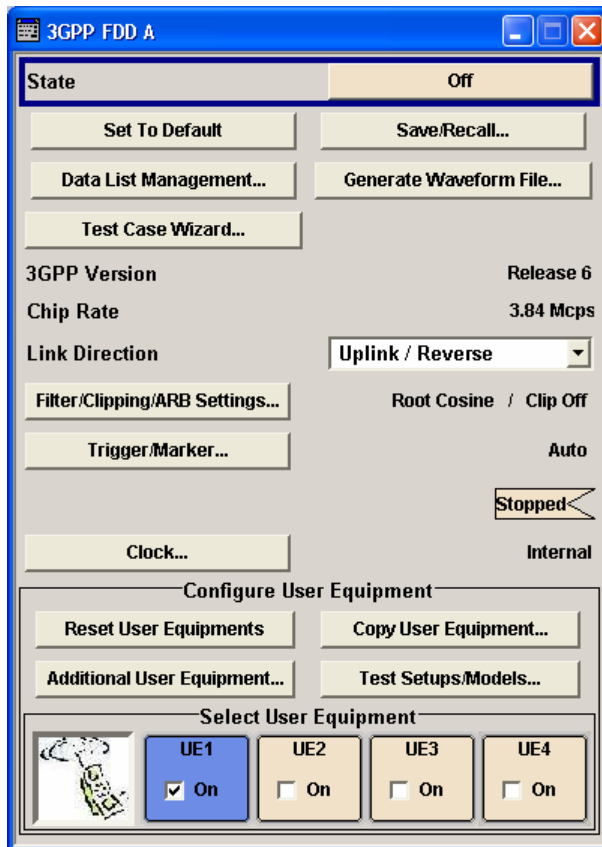 3GPP FDD A
State Off
Set To Default Save/Recall...
Data List Management... Generate Waveform File...
Test Case Wizard...
3GPP Version Release 6
Chip Rate 3.84 Mcps
Link Direction Uplink / Reverse
Filter/Clipping/ARB Settings... Root Cosine / Clip Off
Trigger/Marker... Auto
Stopped
Clock... Internal
Configure User Equipment
Reset User Equipments Copy User Equipment...
Additional User Equipment... Test Setups/Models...
Select User Equipment
UE1 UE2 UE3 UE4
On On On On